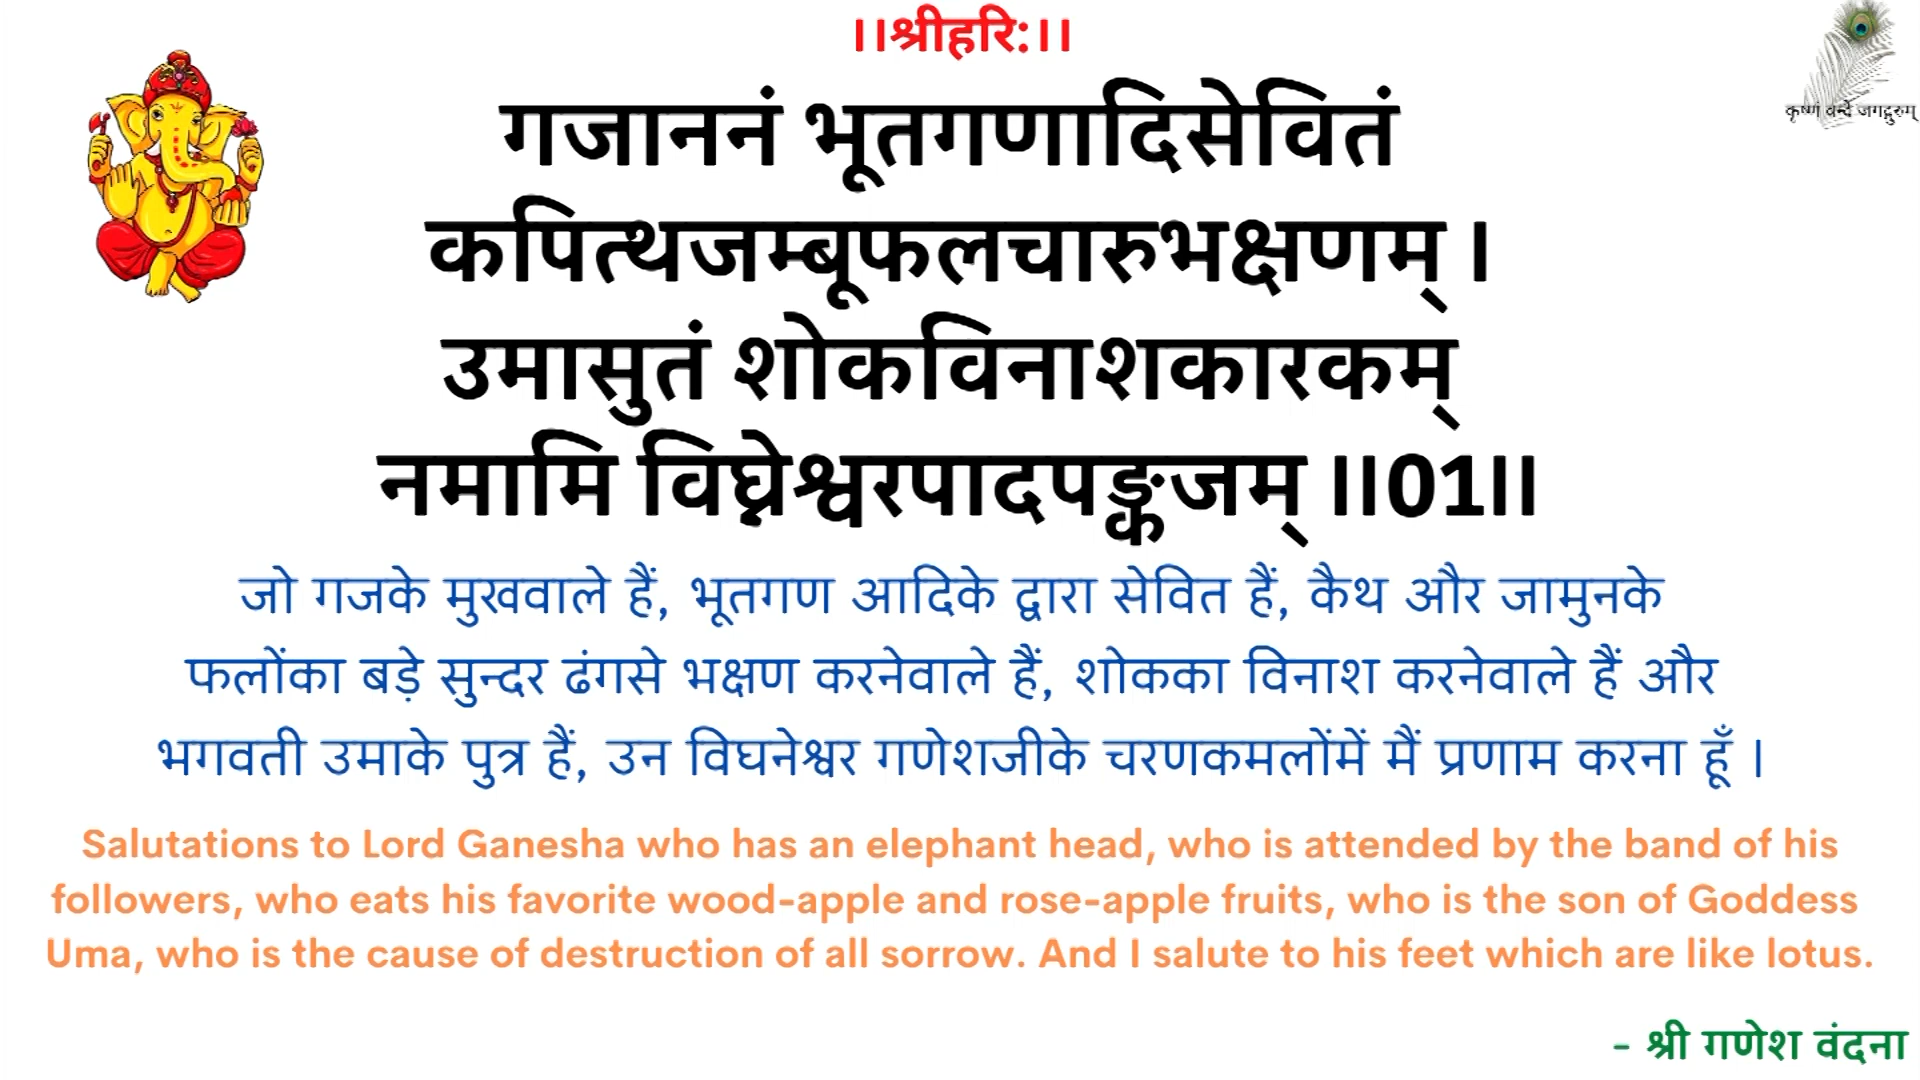 ।।श्रीहरि:।।
कृष्णं वन्दे जगद्गुरुम्
गजाननं भूतगणादिसेवितं
कपित्थजम्बूफलचारुभक्षणम् ।
उमासुतं शोकविनाशकारकम्
नमामि विघ्नेश्वरपादपङ्कजम् ।।01।।
जो गजके मुखवाले हैं, भूतगण आदिके द्वारा सेवित हैं, कैथ और जामुनके
फलोंका बड़े सुन्दर ढंगसे भक्षण करनेवाले हैं, शोकका विनाश करनेवाले हैं और
भगवती उमाके पुत्र हैं, उन विघनेश्वर गणेशजीके चरणकमलोंमें मैं प्रणाम करना हूँ ।
Salutations to Lord Ganesha who has an elephant head, who is attended by the band of his
followers, who eats his favorite wood-apple and rose-apple fruits, who is the son of Goddess
Uma, who is the cause of destruction of all sorrow. And I salute to his feet which are like lotus.
- श्री गणेश वंदना